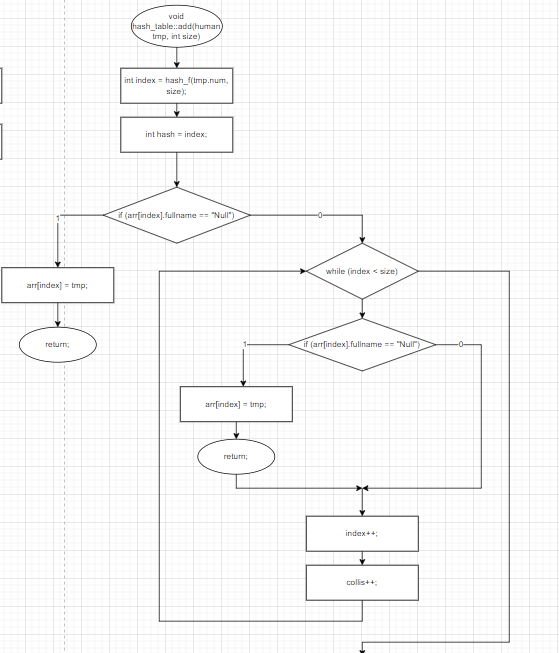 void
hash_table::add(human
tmp, int size)
int index = hash_f(tmp.num,
size);
int hash = index;
if (arr[index].fullname == "Null")
1
0
arr[index] = tmp;
return;
while (index < size)
if (arr[index].fullname == "Null")
1
0
arr[index] = tmp;
return;
index++;
collis++;